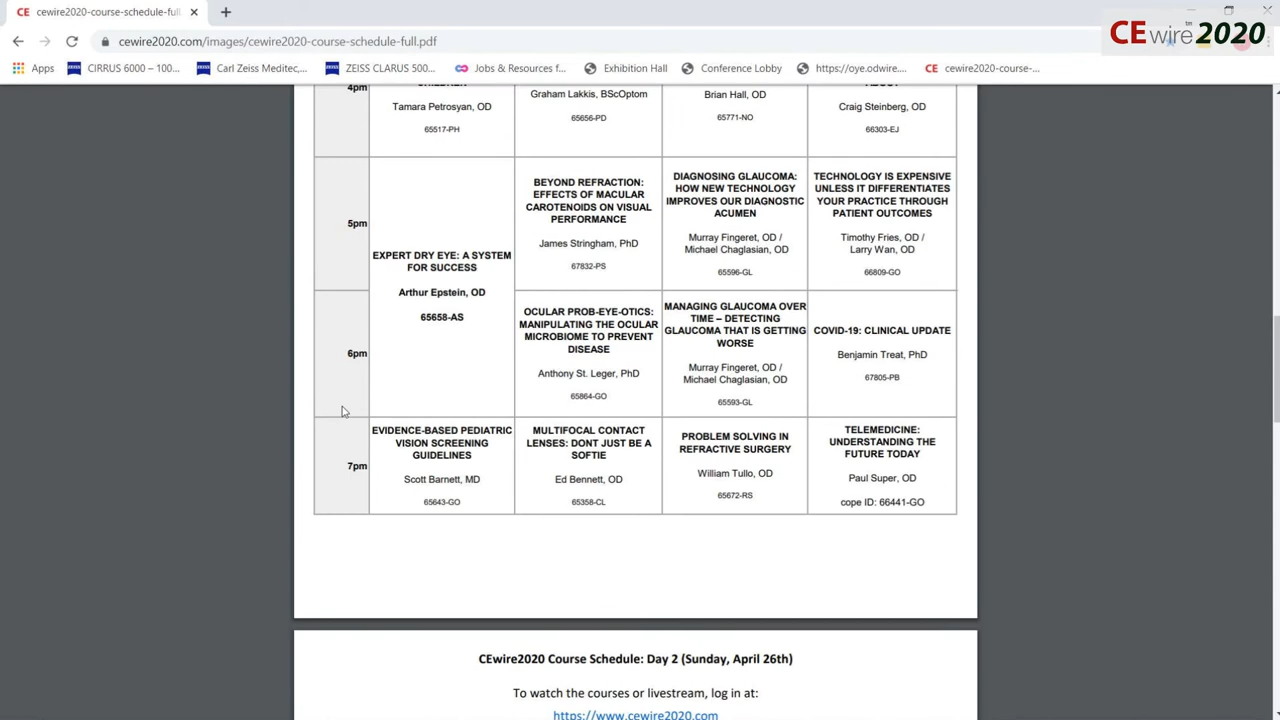 CE cewire2020-course-schedule-full.
cewire2020.com/images/cewire2020-course-schedule-full.pdf
CEwire™2020
Apps
CIRRUS 6000 – 100...
Carl Zeiss Meditec,...
ZEISS CLARUS 500...
Jobs & Resources f...
Exhibition Hall
Conference Lobby
https://oye.odwire....
CE cewire2020-course-...
4pm
Tamara Petrosyan, OD
65517-PH
Graham Lakkis, BScOptom
65656-PD
Brian Hall, OD
65771-NO
Craig Steinberg, OD
66303-EJ
5pm
EXPERT DRY EYE: A SYSTEM
FOR SUCCESS
Arthur Epstein, OD
65658-AS
BEYOND REFRACTION:
EFFECTS OF MACULAR
CAROTENOIDS ON VISUAL
PERFORMANCE
James Stringham, PhD
67832-PS
DIAGNOSING GLAUCOMA:
HOW NEW TECHNOLOGY
IMPROVES OUR DIAGNOSTIC
ACUMEN
Murray Fingeret, OD /
Michael Chaglasian, OD
65596-GL
TECHNOLOGY IS EXPENSIVE
UNLESS IT DIFFERENTIATES
YOUR PRACTICE THROUGH
PATIENT OUTCOMES
Timothy Fries, OD /
Larry Wan, OD
66809-GO
6pm
OCULAR PROB-EYE-OTICS:
MANIPULATING THE OCULAR
MICROBIOME TO PREVENT
DISEASE
Anthony St. Leger, PhD
65864-GO
MANAGING GLAUCOMA OVER
TIME – DETECTING
GLAUCOMA THAT IS GETTING
WORSE
Murray Fingeret, OD /
Michael Chaglasian, OD
65593-GL
COVID-19: CLINICAL UPDATE
Benjamin Treat, PhD
67805-PB
7pm
EVIDENCE-BASED PEDIATRIC
VISION SCREENING
GUIDELINES
Scott Barnett, MD
65643-GO
MULTIFOCAL CONTACT
LENSES: DONT JUST BE A
SOFTIE
Ed Bennett, OD
65358-CL
PROBLEM SOLVING IN
REFRACTIVE SURGERY
William Tullo, OD
65672-RS
TELEMEDICINE:
UNDERSTANDING THE
FUTURE TODAY
Paul Super, OD
cope ID: 66441-GO
CEwire2020 Course Schedule: Day 2 (Sunday, April 26th)
To watch the courses or livestream, log in at:
https://www.cewire2020.com